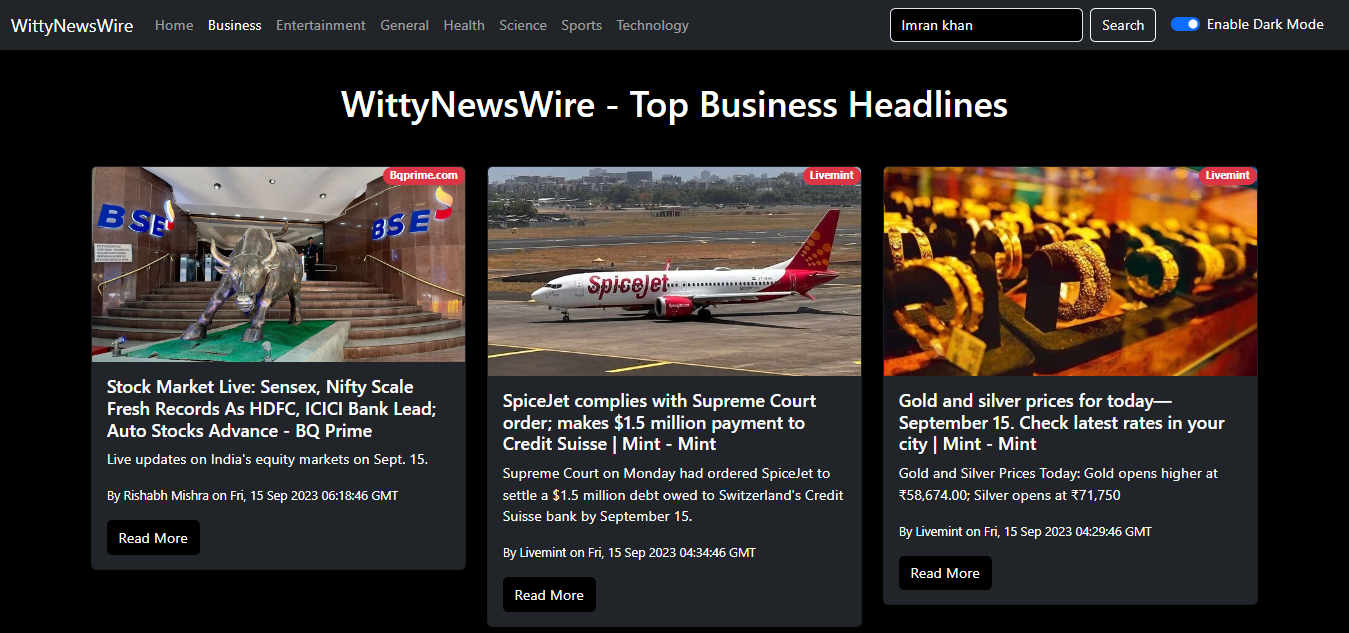 WittyNewsWire Home Business Entertainment General Health Science Sports Technology Imran khan Search Enable Dark Mode
WittyNewsWire - Top Business Headlines
Bqprime.com
BSE
BSE
Stock Market Live: Sensex, Nifty Scale
Fresh Records As HDFC, ICICI Bank Lead;
Auto Stocks Advance - BQ Prime
Live updates on India's equity markets on Sept. 15.
By Rishabh Mishra on Fri, 15 Sep 2023 06:18:46 GMT
Read More
Livemint
SpiceJet
SpiceJet complies with Supreme Court
order; makes $1.5 million payment to
Credit Suisse | Mint - Mint
Supreme Court on Monday had ordered SpiceJet to
settle a $1.5 million debt owed to Switzerland's Credit
Suisse bank by September 15.
By Livemint on Fri, 15 Sep 2023 04:34:46 GMT
Read More
Livemint
Gold and silver prices for today—
September 15. Check latest rates in your
city | Mint - Mint
Gold and Silver Prices Today: Gold opens higher at
₹58,674.00; Silver opens at ₹71,750
By Livemint on Fri, 15 Sep 2023 04:29:46 GMT
Read More